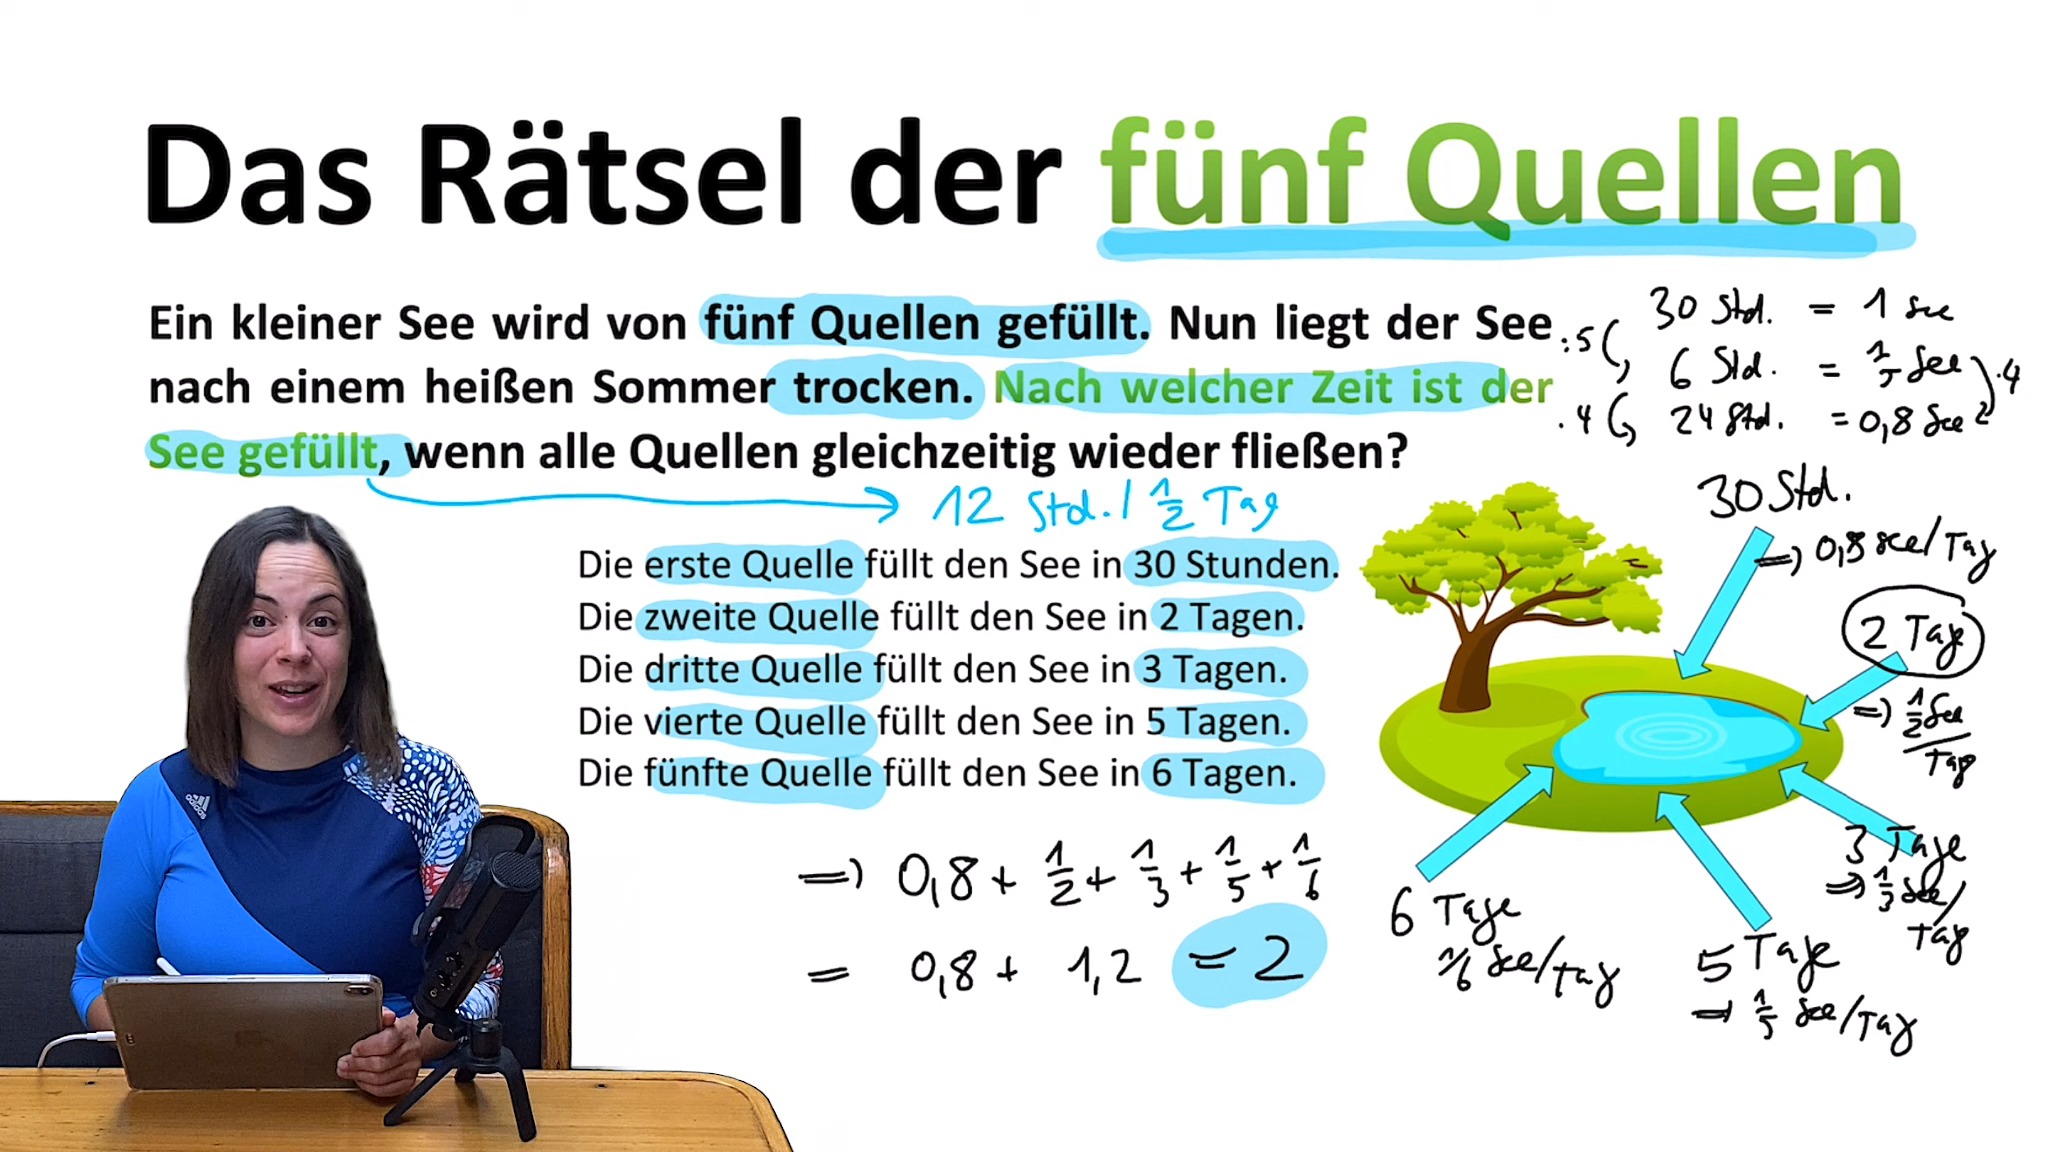 Das Rätsel der fünf Quellen
Ein kleiner See wird von fünf Quellen gefüllt. Nun liegt der See
nach einem heißen Sommer trocken. Nach welcher Zeit ist der
See gefüllt, wenn alle Quellen gleichzeitig wieder fließen?
12 Std. / 1/2 Tag
Die erste Quelle füllt den See in 30 Stunden.
Die zweite Quelle füllt den See in 2 Tagen.
Die dritte Quelle füllt den See in 3 Tagen.
Die vierte Quelle füllt den See in 5 Tagen.
Die fünfte Quelle füllt den See in 6 Tagen.
=> 0,8 + 1/2 + 1/3 + 1/5 + 1/6
= 0,8 + 1,2 = 2
30 Std. = 1 See
:5 6 Std. = 1/5 See ·4
·4 24 Std. = 0,8 See
30 Std.
=> 0,8 See/Tag
2 Tage
=> 1/2 See/Tag
3 Tage
=> 1/3 See/
Tag
6 Tage
1/6 See/Tag
5 Tage
=> 1/5 See/Tag
adidas